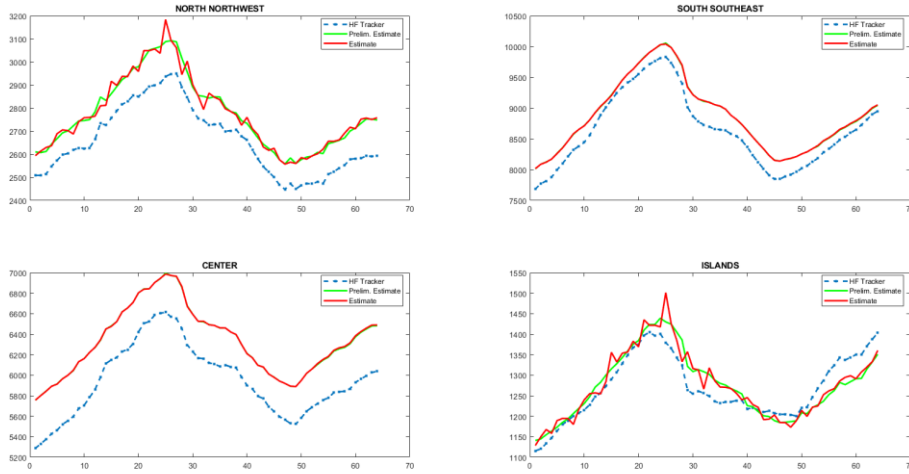 NORTH NORTHWEST
3200
3100
3000
2900
2800
2700
2600
2500
2400
0 10 20 30 40 50 60 70
HF Tracker
Prelim. Estimate
Estimate
SOUTH SOUTHEAST
10500
10000
9500
9000
8500
8000
7500
0 10 20 30 40 50 60 70
HF Tracker
Prelim. Estimate
Estimate
CENTER
7000
6800
6600
6400
6200
6000
5800
5600
5400
5200
0 10 20 30 40 50 60 70
HF Tracker
Prelim. Estimate
Estimate
ISLANDS
1550
1500
1450
1400
1350
1300
1250
1200
1150
1100
0 10 20 30 40 50 60 70
HF Tracker
Prelim. Estimate
Estimate